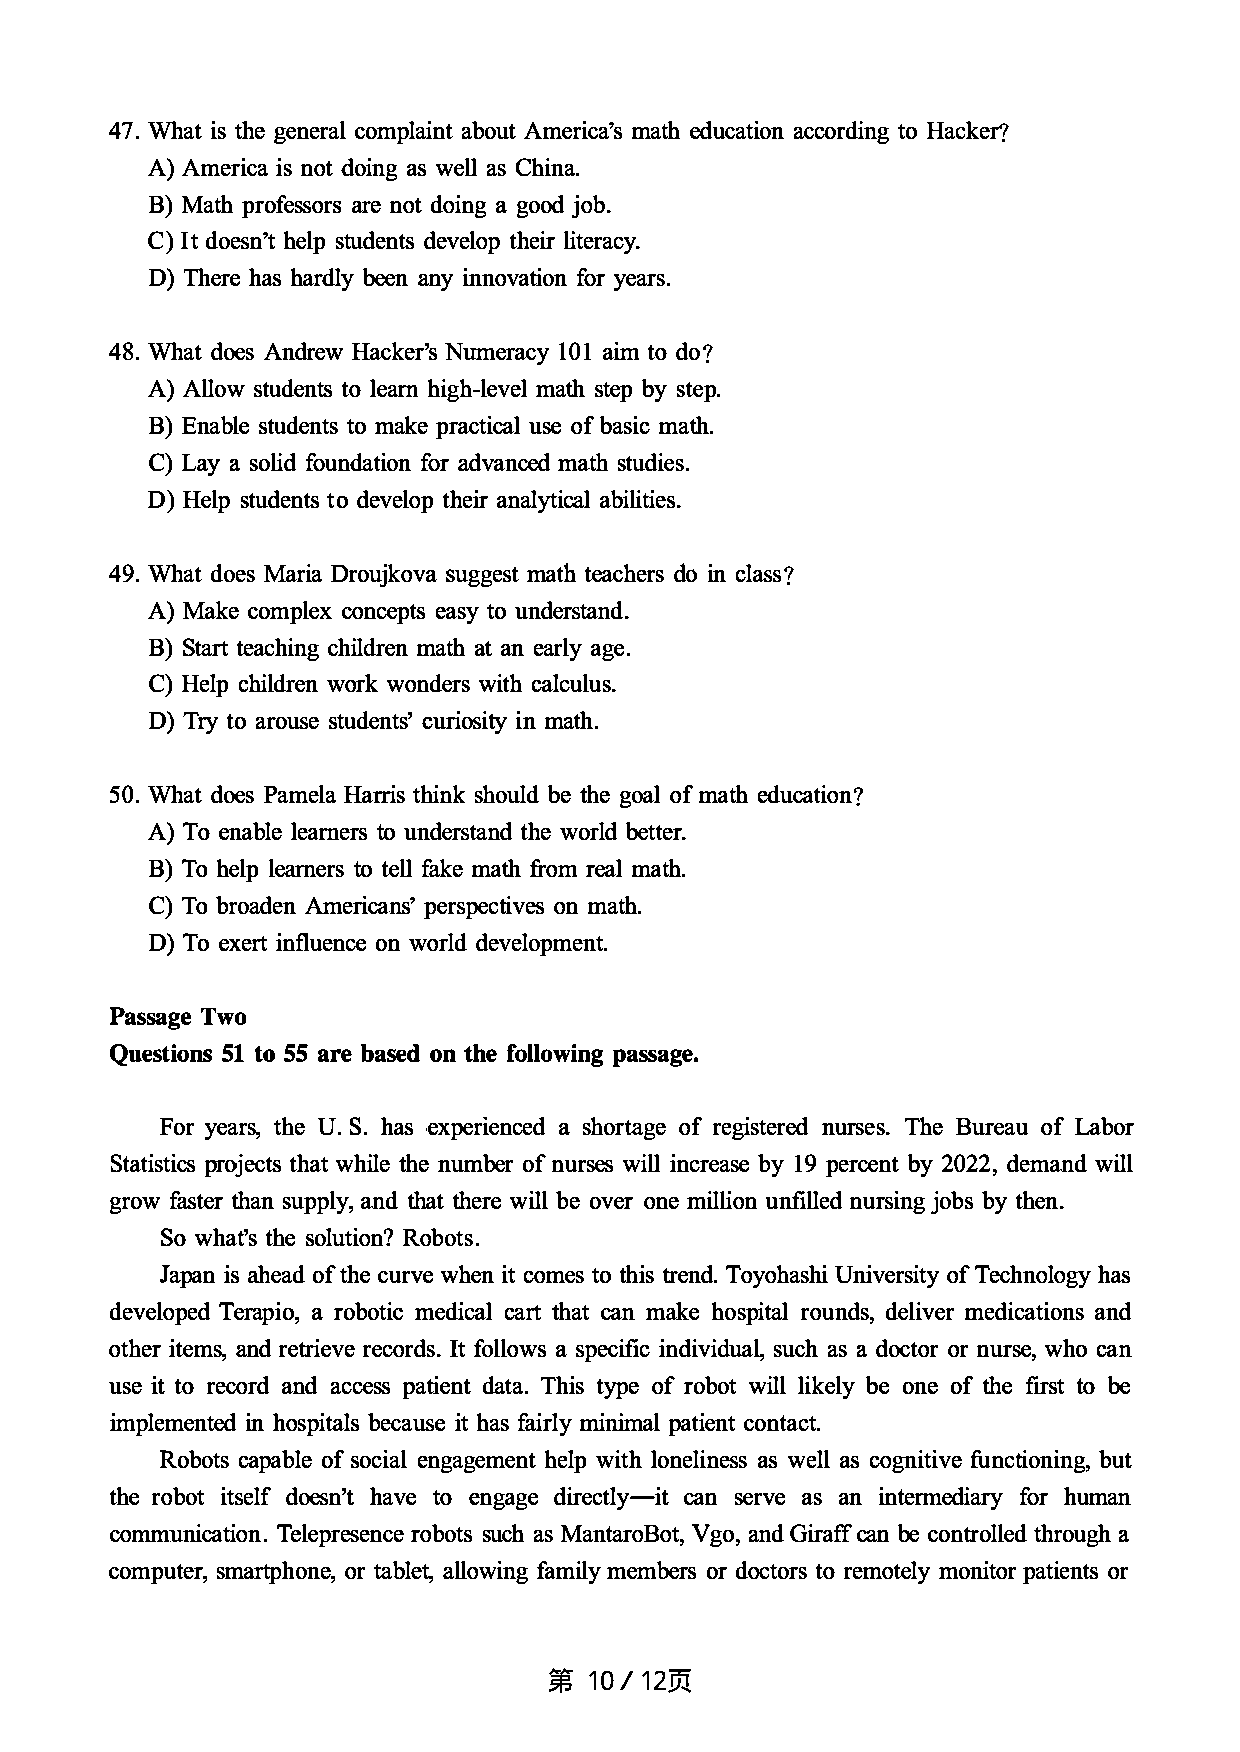 47. What is the general complaint about America's math education according to Hacker?
A) America is not doing as well as China.
B) Math professors are not doing a good job.
C) It doesn't help students develop their literacy.
D) There has hardly been any innovation for years.
48. What does Andrew Hacker's Numeracy 101 aim to do?
A) Allow students to learn high-level math step by step.
B) Enable students to make practical use of basic math.
C) Lay a solid foundation for advanced math studies.
D) Help students to develop their analytical abilities.
49. What does Maria Droujkova suggest math teachers do in class?
A) Make complex concepts easy to understand.
B) Start teaching children math at an early age.
C) Help children work wonders with calculus.
D) Try to arouse students' curiosity in math.
50. What does Pamela Harris think should be the goal of math education?
A) To enable learners to understand the world better.
B) To help learners to tell fake math from real math.
C) To broaden Americans' perspectives on math.
D) To exert influence on world development.
Passage Two
Questions 51 to 55 are based on the following passage.
For years, the U. S. has experienced a shortage of registered nurses. The Bureau of Labor
Statistics projects that while the number of nurses will increase by 19 percent by 2022, demand will
grow faster than supply, and that there will be over one million unfilled nursing jobs by then.
So what's the solution? Robots.
Japan is ahead of the curve when it comes to this trend. Toyohashi University of Technology has
developed Terapio, a robotic medical cart that can make hospital rounds, deliver medications and
other items, and retrieve records. It follows a specific individual, such as a doctor or nurse, who can
use it to record and access patient data. This type of robot will likely be one of the first to be
implemented in hospitals because it has fairly minimal patient contact.
Robots capable of social engagement help with loneliness as well as cognitive functioning, but
the robot itself doesn't have to engage directly—it can serve as an intermediary for human
communication. Telepresence robots such as MantaroBot, Vgo, and Giraff can be controlled through a
computer, smartphone, or tablet, allowing family members or doctors to remotely monitor patients or
第 10 / 12页